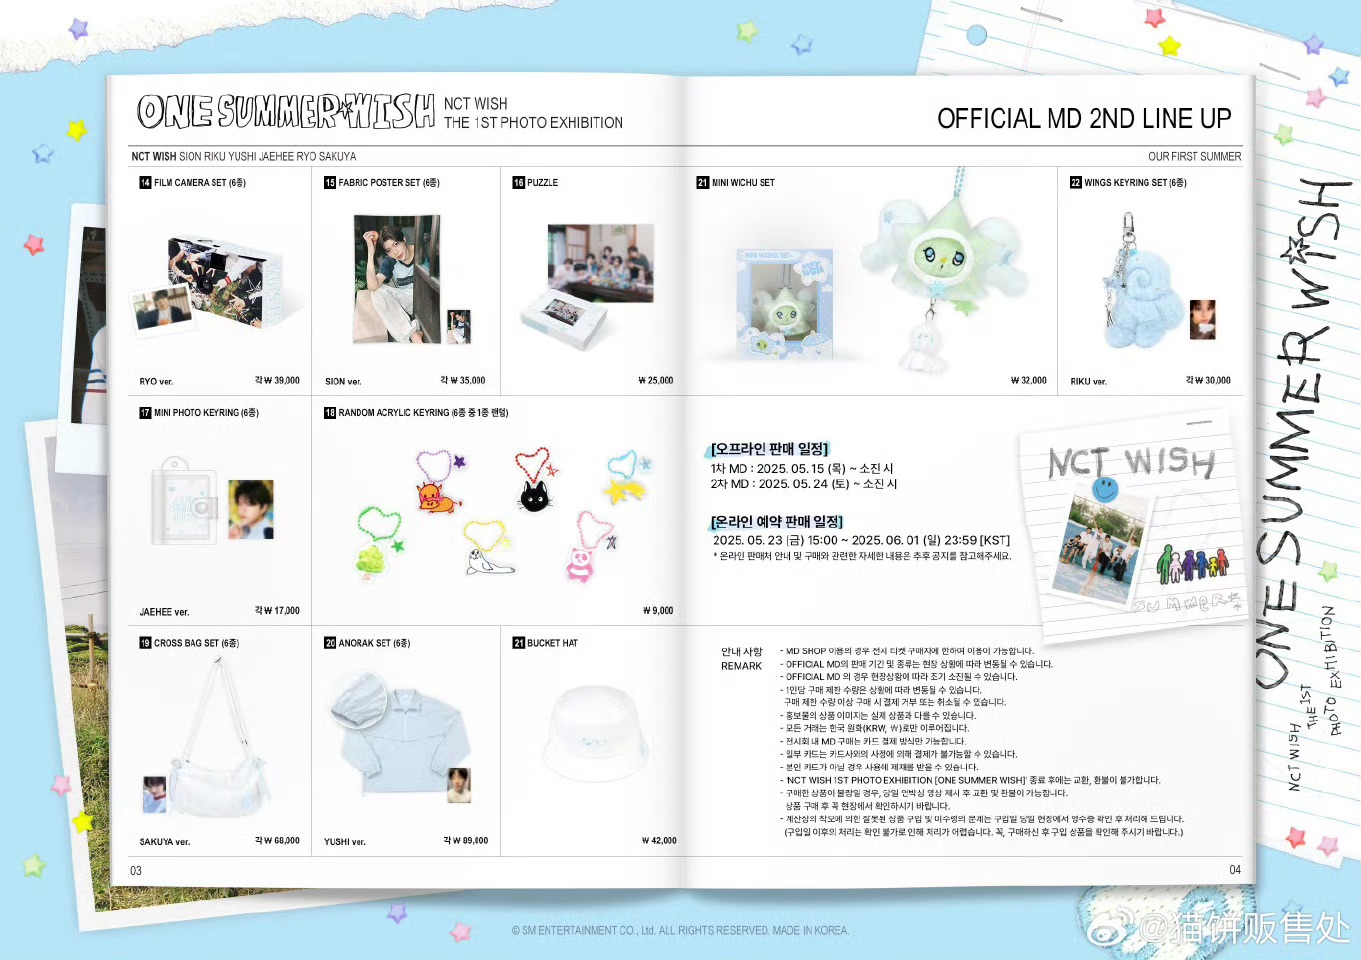 ONE SUMMER WISH
NCT WISH
THE 1ST PHOTO EXHIBITION
OFFICIAL MD 2ND LINE UP
NCT WISH SION RIKU YUSHI JAEHEE RYO SAKUYA
OUR FIRST SUMMER
14 FILM CAMERA SET (6종)
RYO ver.
각 ₩ 39,000
15 FABRIC POSTER SET (6종)
SION ver.
각 ₩ 35,000
16 PUZZLE
₩ 25,000
21 MINI WICHU SET
MINI WICHU SET
NCT WISH
₩ 32,000
22 WINGS KEYRING SET (6종)
RIKU ver.
각 ₩ 30,000
17 MINI PHOTO KEYRING (6종)
JAEHEE ver.
각 ₩ 17,000
18 RANDOM ACRYLIC KEYRING (6종 중 1종 랜덤)
₩ 9,000
[오프라인 판매 일정]
1차 MD : 2025. 05. 15 (목) ~ 소진 시
2차 MD : 2025. 05. 24 (토) ~ 소진 시
[온라인 예약 판매 일정]
2025. 05. 23 (금) 15:00 ~ 2025. 06. 01 (일) 23:59 [KST]
* 온라인 판매처 안내 및 구매와 관련한 자세한 내용은 추후 공지를 참고해주세요.
NCT WISH
SUMMER
19 CROSS BAG SET (6종)
SAKUYA ver.
각 ₩ 68,000
20 ANORAK SET (6종)
YUSHI ver.
각 ₩ 89,000
21 BUCKET HAT
₩ 42,000
안내 사항
REMARK
- MD SHOP 이용의 경우 전시 티켓 구매자에 한하여 이용이 가능합니다.
- OFFICIAL MD의 판매 기간 및 종류는 현장 상황에 따라 변동될 수 있습니다.
- OFFICIAL MD 의 경우 현장상황에 따라 조기 소진될 수 있습니다.
- 1인당 구매 제한 수량은 상황에 따라 변동될 수 있습니다.
구매 제한 수량 이상 구매 시 결제 거부 또는 취소될 수 있습니다.
- 홍보물의 상품 이미지는 실제 상품과 다를 수 있습니다.
- 모든 거래는 한국 원화(KRW, ₩)로만 이루어집니다.
- 전시회 내 MD 구매는 카드 결제 방식만 가능합니다.
- 일부 카드는 카드사와의 사정에 의해 결제가 불가능할 수 있습니다.
- 본인 카드가 아닐 경우 사용에 제재를 받을 수 있습니다.
- 'NCT WISH 1ST PHOTO EXHIBITION [ONE SUMMER WISH]' 종료 후에는 교환, 환불이 불가합니다.
- 구매한 상품이 불량일 경우, 당일 언박싱 영상 제시 후 교환 및 환불이 가능합니다.
상품 구매 후 꼭 현장에서 확인하시기 바랍니다.
- 계산상의 착오에 의한 잘못된 상품 구입 및 미수령의 문제는 구입일 당일 현장에서 영수증 확인 후 처리해 드립니다.
(구입일 이후의 처리는 확인 불가로 인해 처리가 어렵습니다. 꼭, 구매하신 후 구입 상품을 확인해 주시기 바랍니다.)
03
04
ONE SUMMER WISH
NCT WISH
THE 1ST
PHOTO EXHIBITION
© SM ENTERTAINMENT CO., Ltd. ALL RIGHTS RESERVED. MADE IN KOREA.
@猫饼贩售处